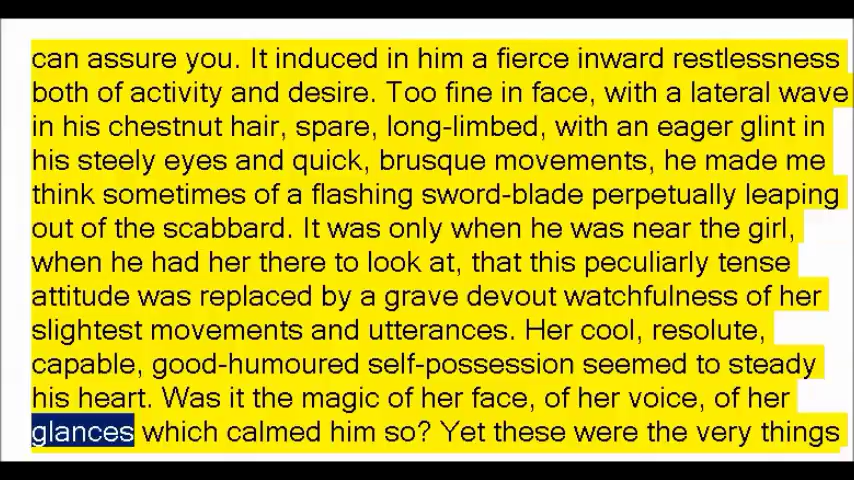 can assure you. It induced in him a fierce inward restlessness
both of activity and desire. Too fine in face, with a lateral wave
in his chestnut hair, spare, long-limbed, with an eager glint in
his steely eyes and quick, brusque movements, he made me
think sometimes of a flashing sword-blade perpetually leaping
out of the scabbard. It was only when he was near the girl,
when he had her there to look at, that this peculiarly tense
attitude was replaced by a grave devout watchfulness of her
slightest movements and utterances. Her cool, resolute,
capable, good-humoured self-possession seemed to steady
his heart. Was it the magic of her face, of her voice, of her
glances which calmed him so? Yet these were the very things